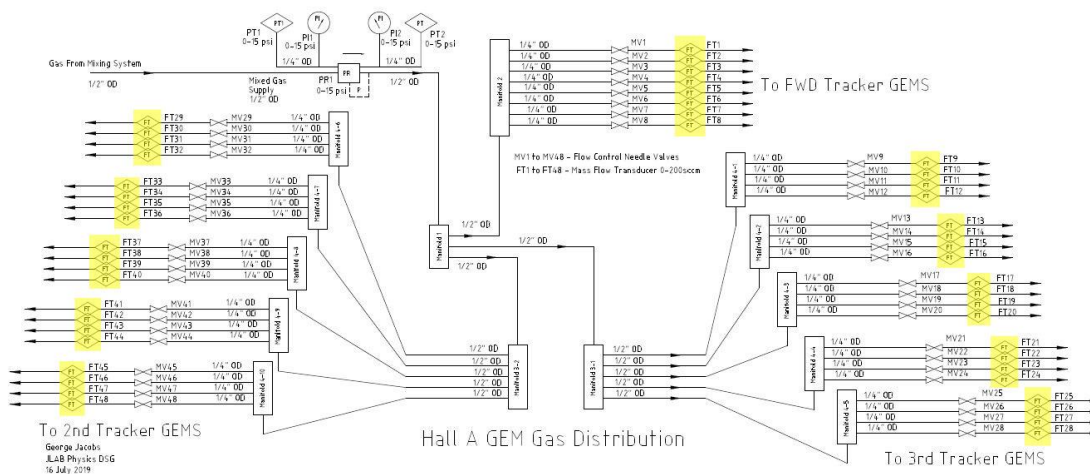 PT1
PI
PI
PT2
PT1
0-15 psi
PI1
0-15 psi
PI2
0-15 psi
PT2
0-15 psi
1/4" OD
1/4" OD
Gas From Mixing System
1/2" OD
Mixed Gas
Supply
1/2" OD
PR
PR1
0-15 psi
P
1/2" OD
Manifold 2
1/4" OD MV1 FT FT1
1/4" OD MV2 FT FT2
1/4" OD MV3 FT FT3
1/4" OD MV4 FT FT4
1/4" OD MV5 FT FT5
1/4" OD MV6 FT FT6
1/4" OD MV7 FT FT7
1/4" OD MV8 FT FT8
To FWD Tracker GEMS
MV1 to MV48 - Flow Control Needle Valves
FT1 to FT48 - Mass Flow Transducer 0-200sccm
FT FT29 MV29 1/4" OD
FT FT30 MV30 1/4" OD
FT FT31 MV31 1/4" OD
FT FT32 MV32 1/4" OD
Manifold 4-6
FT FT33 MV33 1/4" OD
FT FT34 MV34 1/4" OD
FT FT35 MV35 1/4" OD
FT FT36 MV36 1/4" OD
Manifold 4-7
FT FT37 MV37 1/4" OD
FT FT38 MV38 1/4" OD
FT FT39 MV39 1/4" OD
FT FT40 MV40 1/4" OD
Manifold 4-8
FT FT41 MV41 1/4" OD
FT FT42 MV42 1/4" OD
FT FT43 MV43 1/4" OD
FT FT44 MV44 1/4" OD
Manifold 4-9
FT FT45 MV45 1/4" OD
FT FT46 MV46 1/4" OD
FT FT47 MV47 1/4" OD
FT FT48 MV48 1/4" OD
Manifold 4-10
To 2nd Tracker GEMS
George Jacobs
JLAB Physics DSG
16 July 2019
Manifold 1
1/2" OD
1/2" OD
1/2" OD
1/2" OD
1/2" OD
1/2" OD
1/2" OD
1/2" OD
Manifold 3-2
Manifold 3-1
1/2" OD
1/2" OD
1/2" OD
1/2" OD
1/2" OD
Hall A GEM Gas Distribution
Manifold 4-1
1/4" OD MV9 FT FT9
1/4" OD MV10 FT FT10
1/4" OD MV11 FT FT11
1/4" OD MV12 FT FT12
Manifold 4-2
1/4" OD MV13 FT FT13
1/4" OD MV14 FT FT14
1/4" OD MV15 FT FT15
1/4" OD MV16 FT FT16
Manifold 4-3
1/4" OD MV17 FT FT17
1/4" OD MV18 FT FT18
1/4" OD MV19 FT FT19
1/4" OD MV20 FT FT20
Manifold 4-4
1/4" OD MV21 FT FT21
1/4" OD MV22 FT FT22
1/4" OD MV23 FT FT23
1/4" OD MV24 FT FT24
Manifold 4-5
1/4" OD MV25 FT FT25
1/4" OD MV26 FT FT26
1/4" OD MV27 FT FT27
1/4" OD MV28 FT FT28
To 3rd Tracker GEMS